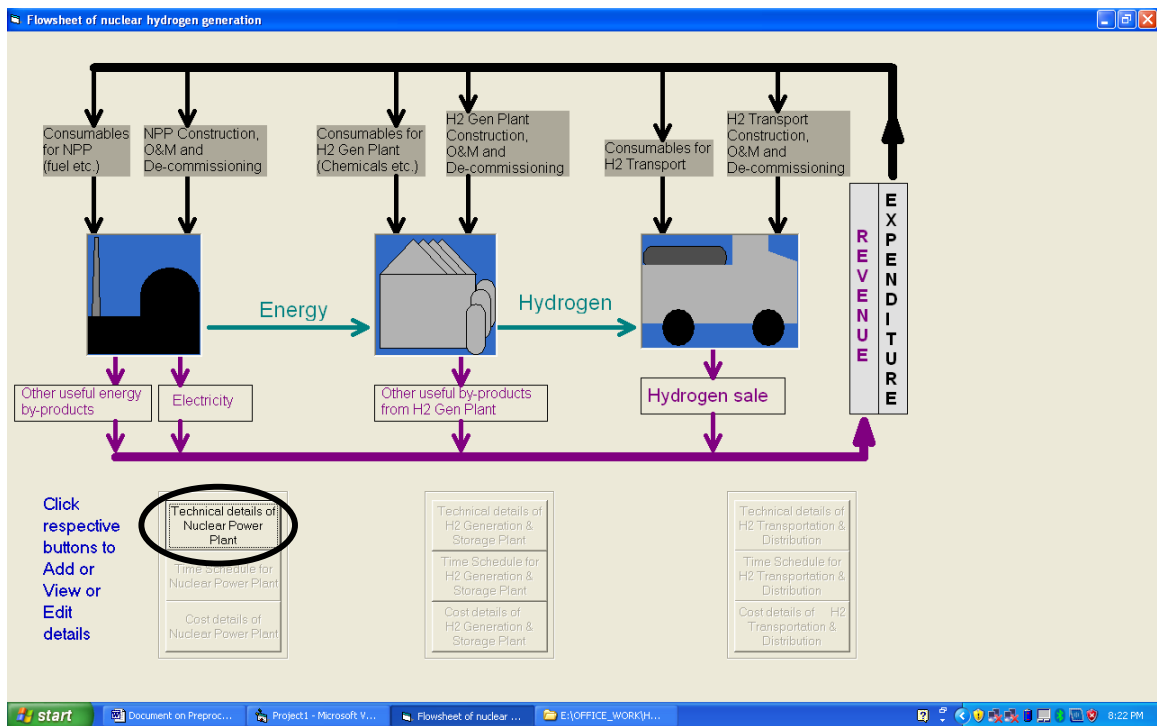 Flowsheet of nuclear hydrogen generation
Consumables
for NPP
(fuel etc.)
NPP Construction,
O&M and
De-commissioning
Consumables for
H2 Gen Plant
(Chemicals etc.)
H2 Gen Plant
Construction,
O&M and
De-commissioning
Consumables for
H2 Transport
H2 Transport
Construction,
O&M and
De-commissioning
REVENUE
EXPENDITURE
Energy
Hydrogen
Other useful energy
by-products
Electricity
Other useful by-products
from H2 Gen Plant
Hydrogen sale
Click
respective
buttons to
Add or
View or
Edit
details
Technical details of
Nuclear Power
Plant
Time Schedule for
Nuclear Power Plant
Cost details of
Nuclear Power Plant
Technical details of
H2 Generation &
Storage Plant
Time Schedule for
H2 Generation &
Storage Plant
Cost details of
H2 Generation &
Storage Plant
Technical details of
H2 Transportation &
Distribution
Time Schedule for
H2 Transportation &
Distribution
Cost details of H2
Transportation &
Distribution
start
Document on Preproc...
Project1 - Microsoft V...
Flowsheet of nuclear ...
E:\OFFICE_WORK\H...
8:22 PM